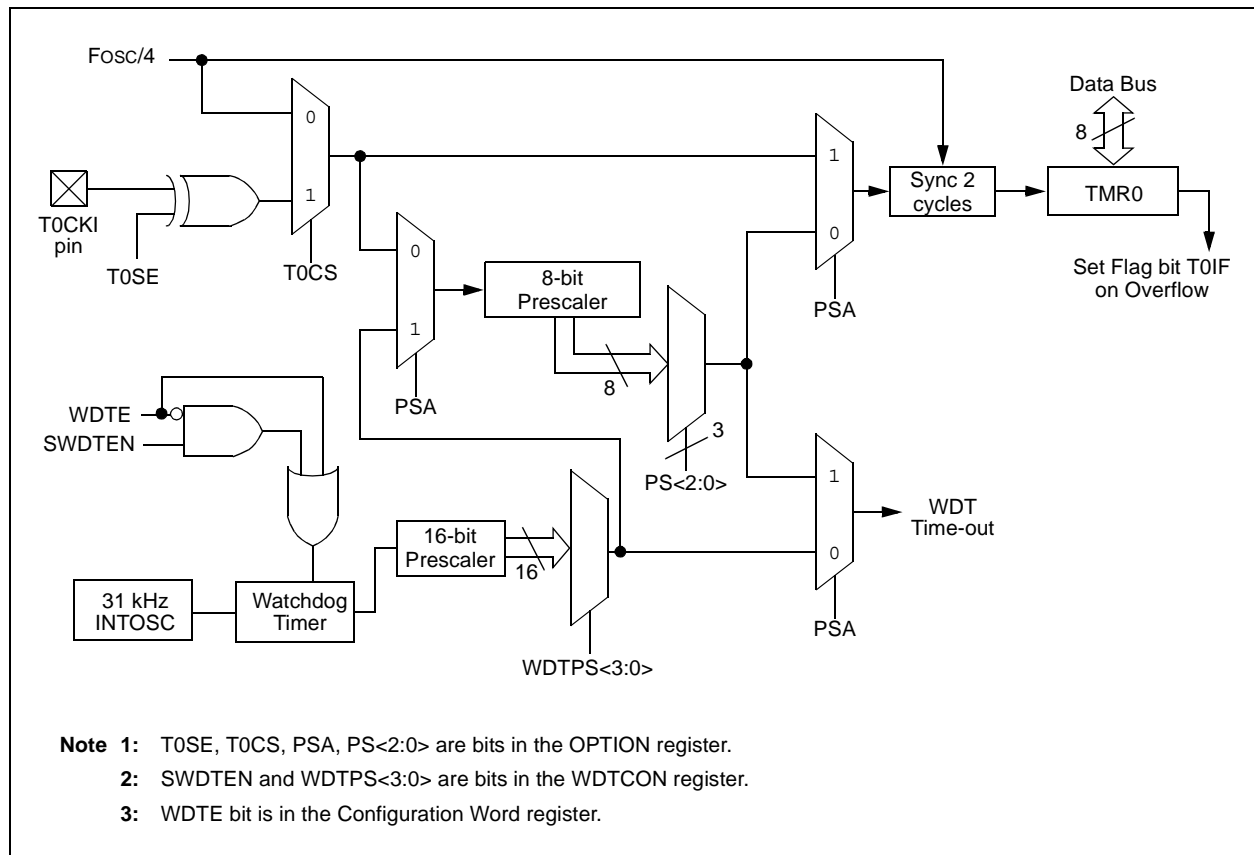 FOSC/4
Data Bus
8
0
1
T0CKI
pin
T0SE
T0CS
1
0
PSA
Sync 2
cycles
TMR0
Set Flag bit T0IF
on Overflow
0
1
PSA
8-bit
Prescaler
8
3
PS<2:0>
WDTE
SWDTEN
31 kHz
INTOSC
Watchdog
Timer
16-bit
Prescaler
16
WDTPS<3:0>
1
0
PSA
WDT
Time-out
Note 1: T0SE, T0CS, PSA, PS<2:0> are bits in the OPTION register.
2: SWDTEN and WDTPS<3:0> are bits in the WDTCON register.
3: WDTE bit is in the Configuration Word register.